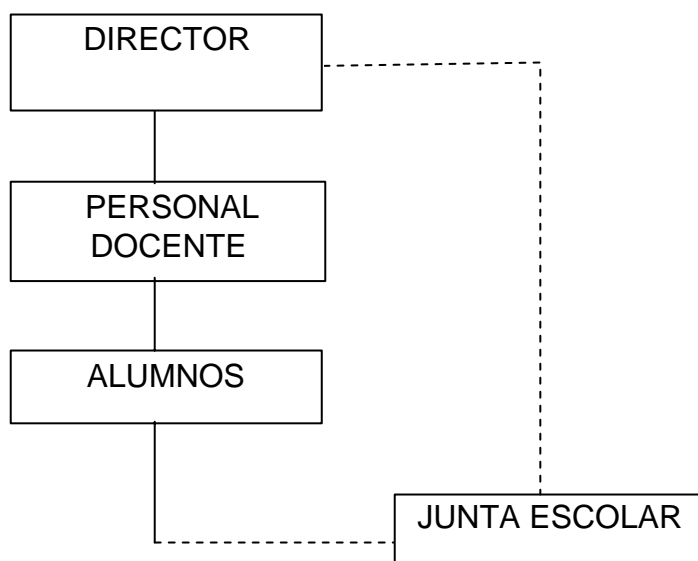 DIRECTOR
PERSONAL
DOCENTE
ALUMNOS
JUNTA ESCOLAR